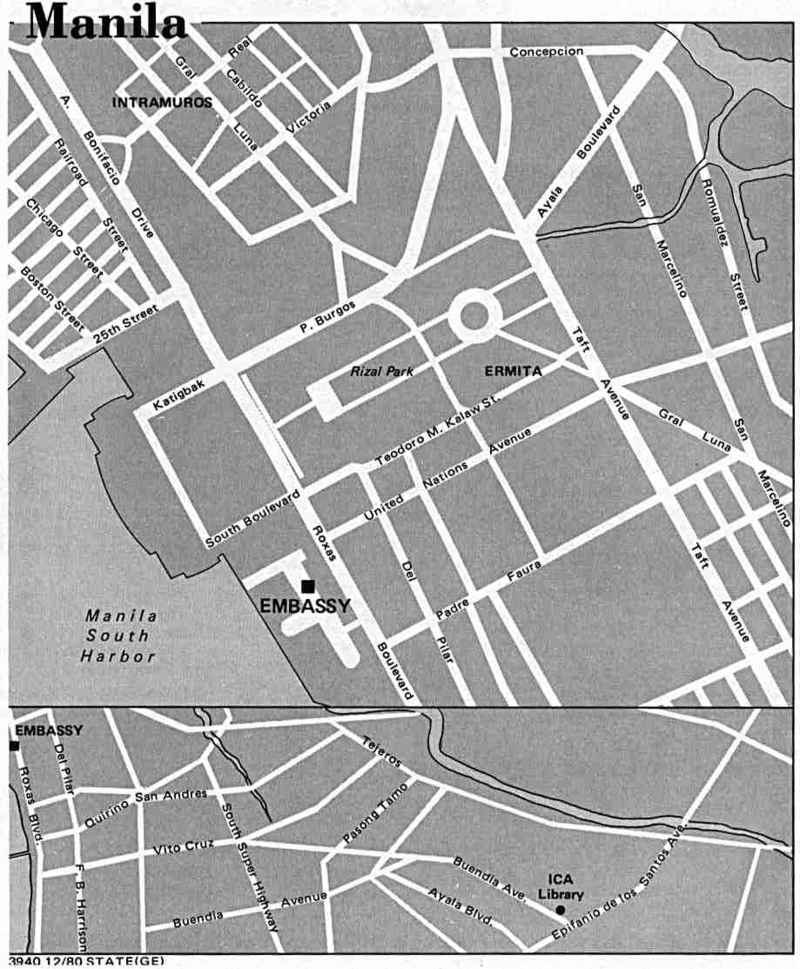 Manila
Concepcion
Real
Gral
Luna
Cabildo
INTRAMUROS
Victoria
A. Bonifacio Drive
Railroad Street
Chicago Street
Boston Street
25th Street
Ayala Boulevard
San Marcelino
Romualdez Street
P. Burgos
Katigbak
Rizal Park
ERMITA
Taft Avenue
Teodoro M. Kalaw St.
United Nations Avenue
Gral Luna
San Marcelino
South Boulevard
Roxas Boulevard
EMBASSY
Del Pilar
Padre Faura
Taft Avenue
Manila
South
Harbor
EMBASSY
Del Pilar
Roxas Blvd.
Quirino
San Andres
Tejeros
Pasong Tamo
Vito Cruz
South Super Highway
F. B. Harrison
Buendia Avenue
Buendia Ave.
Ayala Blvd.
ICA
Library
Epifanio de los Santos Ave.
3940 12/80 STATE(GE)